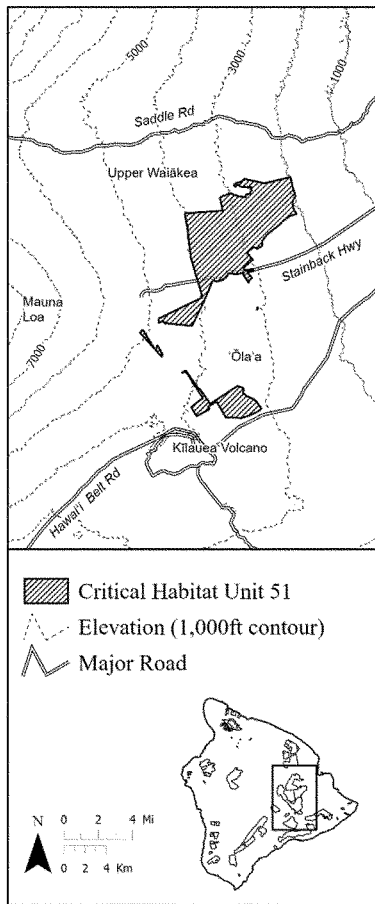 5000
3000
1000
Saddle Rd
Upper Waiākea
Stainback Hwy
Mauna
Loa
7000
Ōla‘a
Kīlauea Volcano
Hawai‘i Belt Rd
Critical Habitat Unit 51
Elevation (1,000ft contour)
Major Road
N
0 2 4 Mi
0 2 4 Km